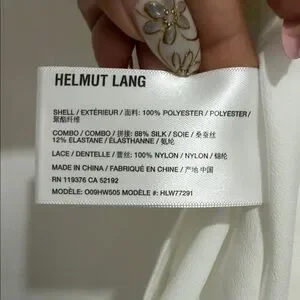 HELMUT LANG
SHELL / EXTÉRIEUR / 面料: 100% POLYESTER / POLYESTER /
聚酯纤维
COMBO / COMBO / 拼接: 88% SILK / SOIE / 桑蚕丝
12% ELASTANE / ÉLASTHANNE / 氨纶
LACE / DENTELLE / 蕾丝: 100% NYLON / NYLON / 锦纶
MADE IN CHINA / FABRIQUÉ EN CHINE / 产地 中国
RN 119376 CA 52192
MODÈLE: O09HW505 MODÈLE #: HLW77291